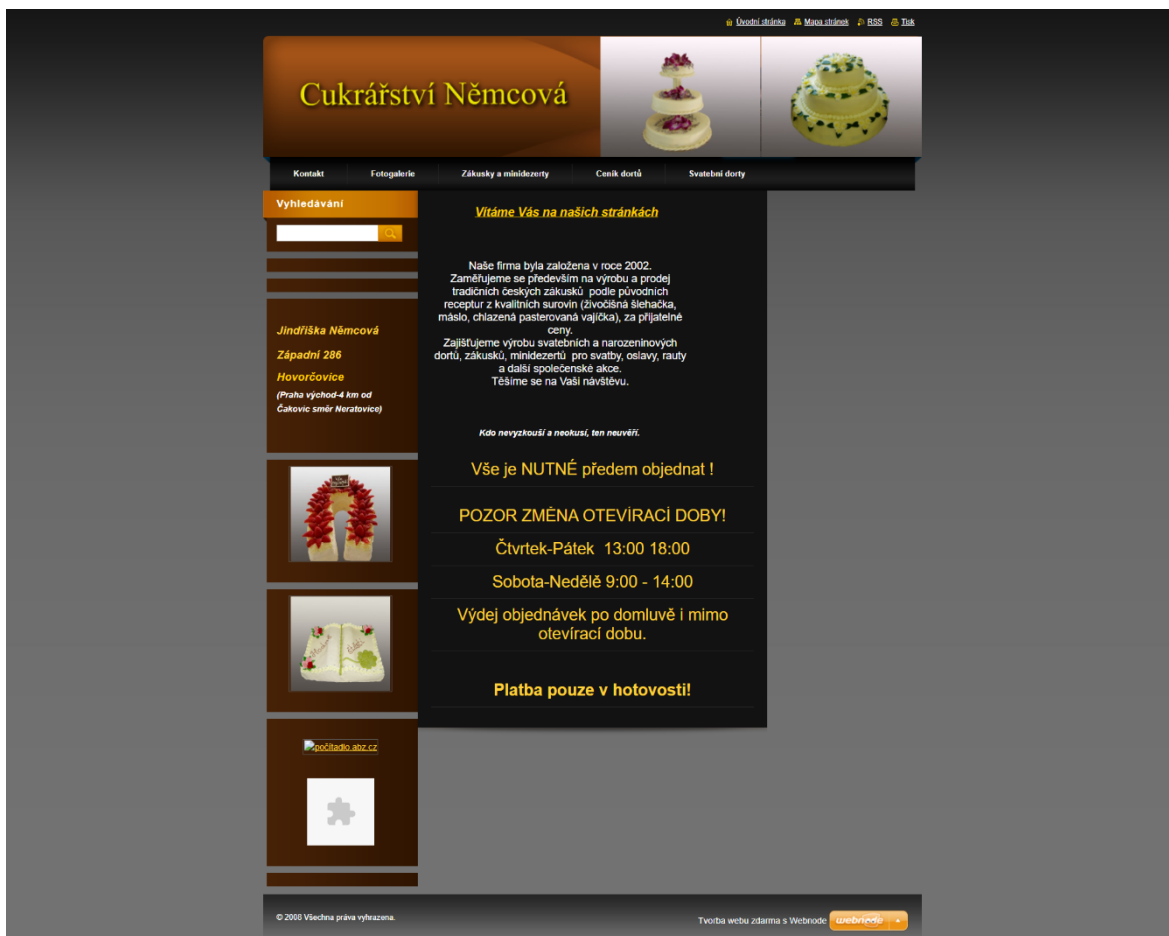 Úvodní stránka Mapa stránek RSS Tisk
Cukrářství Němcová
Kontakt Fotogalerie Zákusky a minidezerty Ceník dortů Svatební dorty
Vyhledávání
Jindřiška Němcová
Západní 286
Hovorčovice
(Praha východ-4 km od
Čakovic směr Neratovice)
počítadlo.abz.cz
Vítáme Vás na našich stránkách
Naše firma byla založena v roce 2002.
Zaměřujeme se především na výrobu a prodej
tradičních českých zákusků podle původních
receptur z kvalitních surovin (živočišná šlehačka,
máslo, chlazená pasterovaná vajíčka), za přijatelné
ceny.
Zajišťujeme výrobu svatebních a narozeninových
dortů, zákusků, minidezertů pro svatby, oslavy, rauty
a další společenské akce.
Těšíme se na Vaši návštěvu.
Kdo nevyzkouší a neokusí, ten neuvěří.
Vše je NUTNÉ předem objednat !
POZOR ZMĚNA OTEVÍRACÍ DOBY!
Čtvrtek-Pátek 13:00 18:00
Sobota-Nedělě 9:00 - 14:00
Výdej objednávek po domluvě i mimo
otevírací dobu.
Platba pouze v hotovosti!
© 2008 Všechna práva vyhrazena.
Tvorba webu zdarma s Webnode webnode